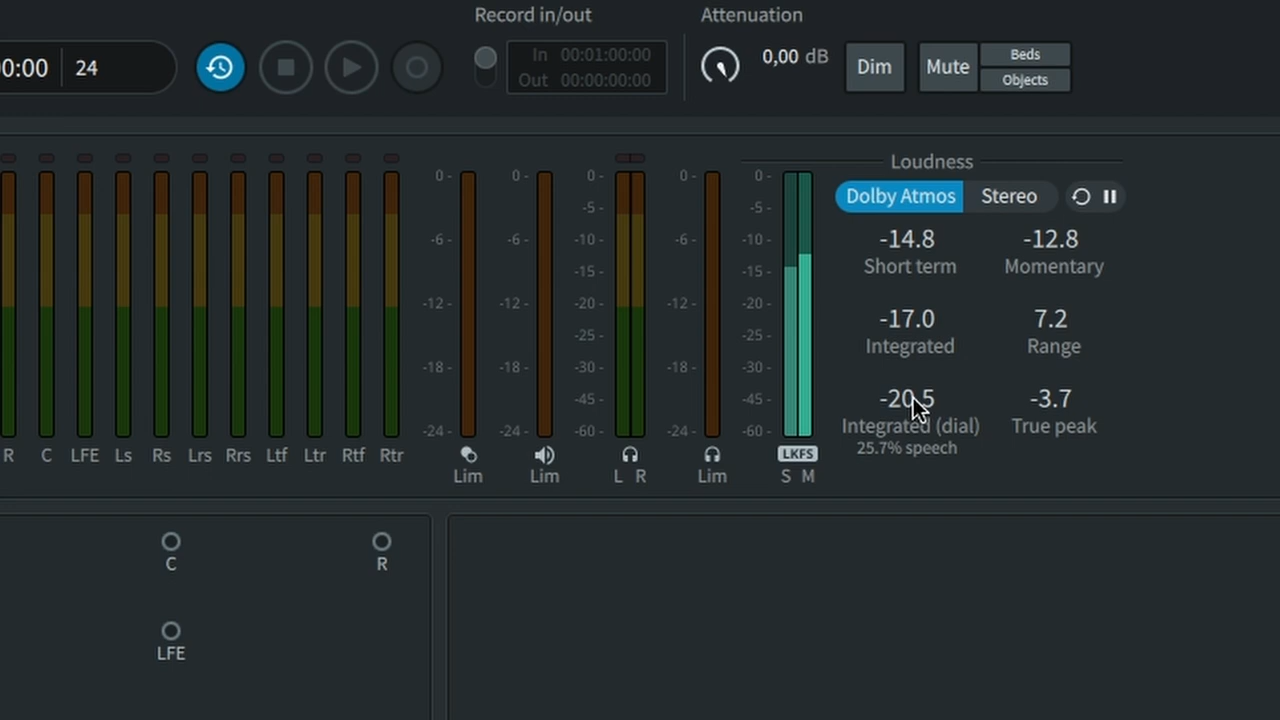 Record in/out
Attenuation
0:00 24
In 00:01:00:00
Out 00:00:00:00
0,00 dB
Dim
Mute
Beds
Objects
Loudness
Dolby Atmos
Stereo
-14.8
Short term
-12.8
Momentary
-17.0
Integrated
7.2
Range
-20.5
Integrated (dial)
25.7% speech
-3.7
True peak
0 -
-6 -
-12 -
-18 -
-24 -
0 -
-6 -
-12 -
-18 -
-24 -
0 -
-5 -
-10 -
-15 -
-20 -
-25 -
-30 -
-45 -
-60 -
0 -
-6 -
-12 -
-18 -
-24 -
0 -
-5 -
-10 -
-15 -
-20 -
-25 -
-30 -
-45 -
-60 -
R C LFE Ls Rs Lrs Rrs Ltf Ltr Rtf Rtr
LKFS
Lim Lim L R Lim S M
C R
LFE